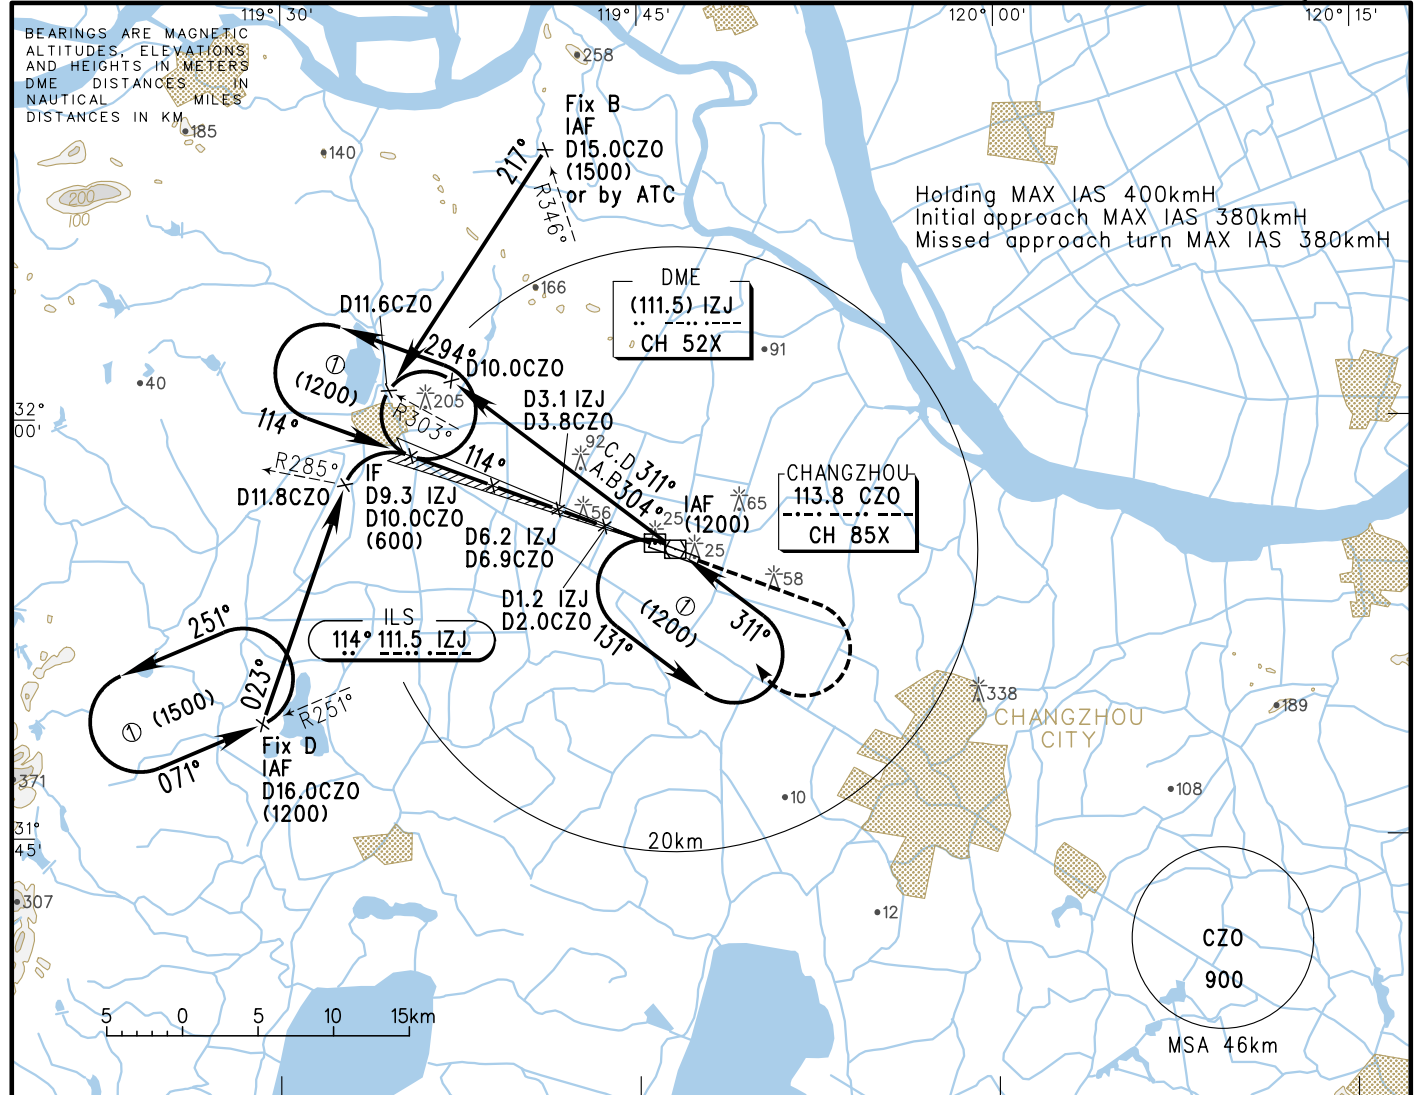 119° 30'
119° 45'
120° 00'
120° 15'
BEARINGS ARE MAGNETIC
ALTITUDES, ELEVATIONS
AND HEIGHTS IN METERS
DME DISTANCES IN
NAUTICAL MILES
DISTANCES IN KM
258
185
140
200
100
Fix B
IAF
D15.0CZO
(1500)
or by ATC
217°
R346°
Holding MAX IAS 400kmH
Initial approach MAX IAS 380kmH
Missed approach turn MAX IAS 380kmH
166
DME
(111.5) IZJ
CH 52X
91
D11.6CZO
294°
D10.0CZO
1
(1200)
40
205
R303°
114°
D3.1 IZJ
D3.8CZO
32°
00'
92
C.D 311°
A.B 304°
R285°
D11.8CZO
IF
D9.3 IZJ
D10.0CZO
(600)
114°
56
25
IAF
(1200)
65
CHANGZHOU
113.8 CZO
CH 85X
D6.2 IZJ
D6.9CZO
25
58
D1.2 IZJ
D2.0CZO
1
(1200)
131°
311°
ILS
114° 111.5 IZJ
251°
023°
1
(1500)
R251°
071°
Fix D
IAF
D16.0CZO
(1200)
338
CHANGZHOU
CITY
189
371
10
108
31°
45'
20km
307
12
CZO
900
MSA 46km
5 0 5 10 15km